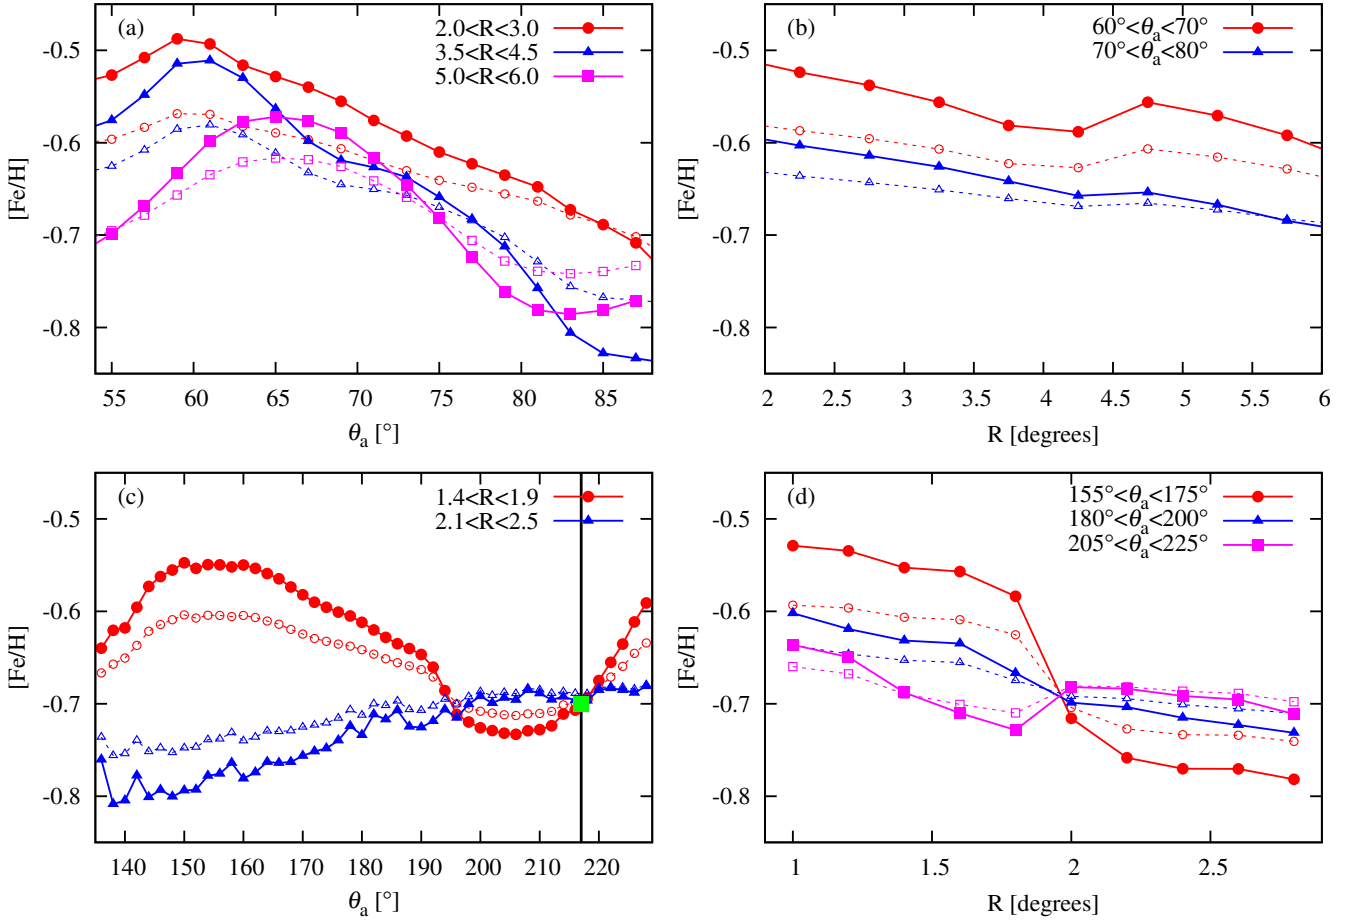 (a)
2.0<R<3.0
3.5<R<4.5
5.0<R<6.0
-0.5
-0.6
-0.7
-0.8
[Fe/H]
55 60 65 70 75 80 85
θa [°]
(b)
60°<θa<70°
70°<θa<80°
-0.5
-0.6
-0.7
-0.8
[Fe/H]
2 2.5 3 3.5 4 4.5 5 5.5 6
R [degrees]
(c)
1.4<R<1.9
2.1<R<2.5
-0.5
-0.6
-0.7
-0.8
[Fe/H]
140 150 160 170 180 190 200 210 220
θa [°]
(d)
155°<θa<175°
180°<θa<200°
205°<θa<225°
-0.5
-0.6
-0.7
-0.8
[Fe/H]
1 1.5 2 2.5
R [degrees]